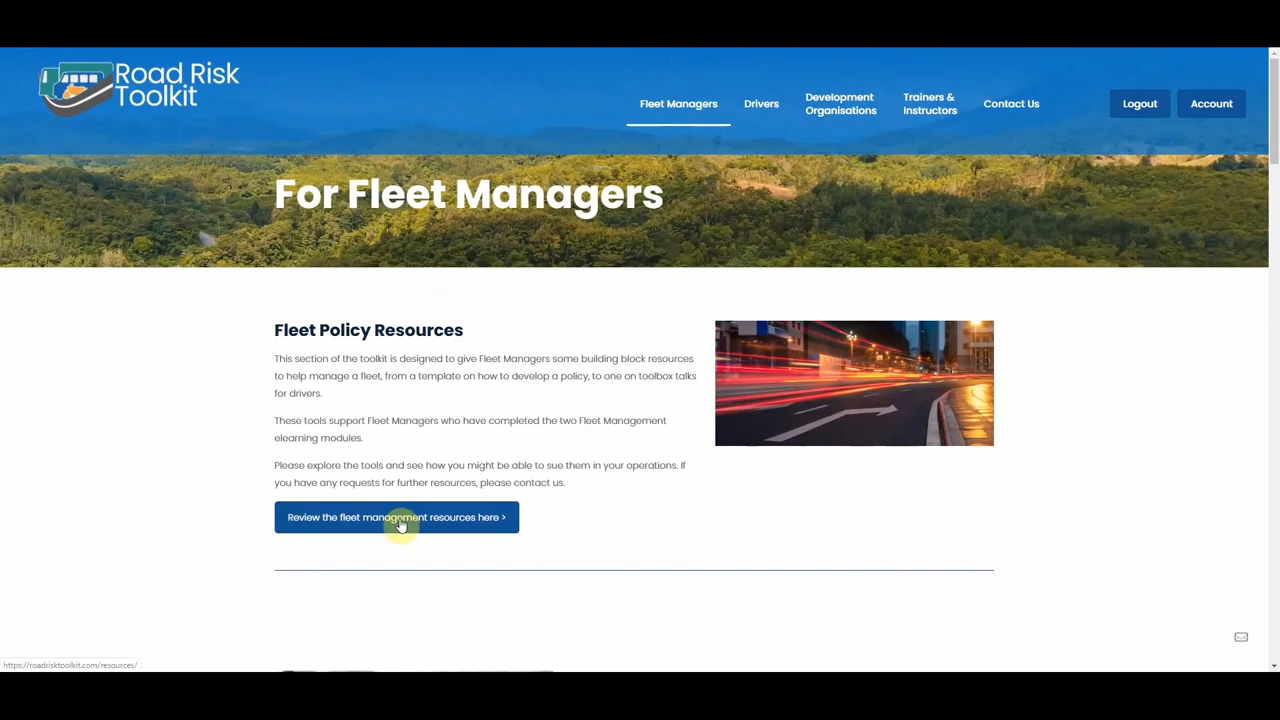 Road Risk
Toolkit
Fleet Managers
Drivers
Development
Organisations
Trainers &
Instructors
Contact Us
Logout
Account
For Fleet Managers
Fleet Policy Resources
This section of the toolkit is designed to give Fleet Managers some building block resources
to help manage a fleet, from a template on how to develop a policy, to one on toolbox talks
for drivers.
These tools support Fleet Managers who have completed the two Fleet Management
elearning modules.
Please explore the tools and see how you might be able to sue them in your operations. If
you have any requests for further resources, please contact us.
Review the fleet management resources here >
https://roadrisktoolkit.com/resources/